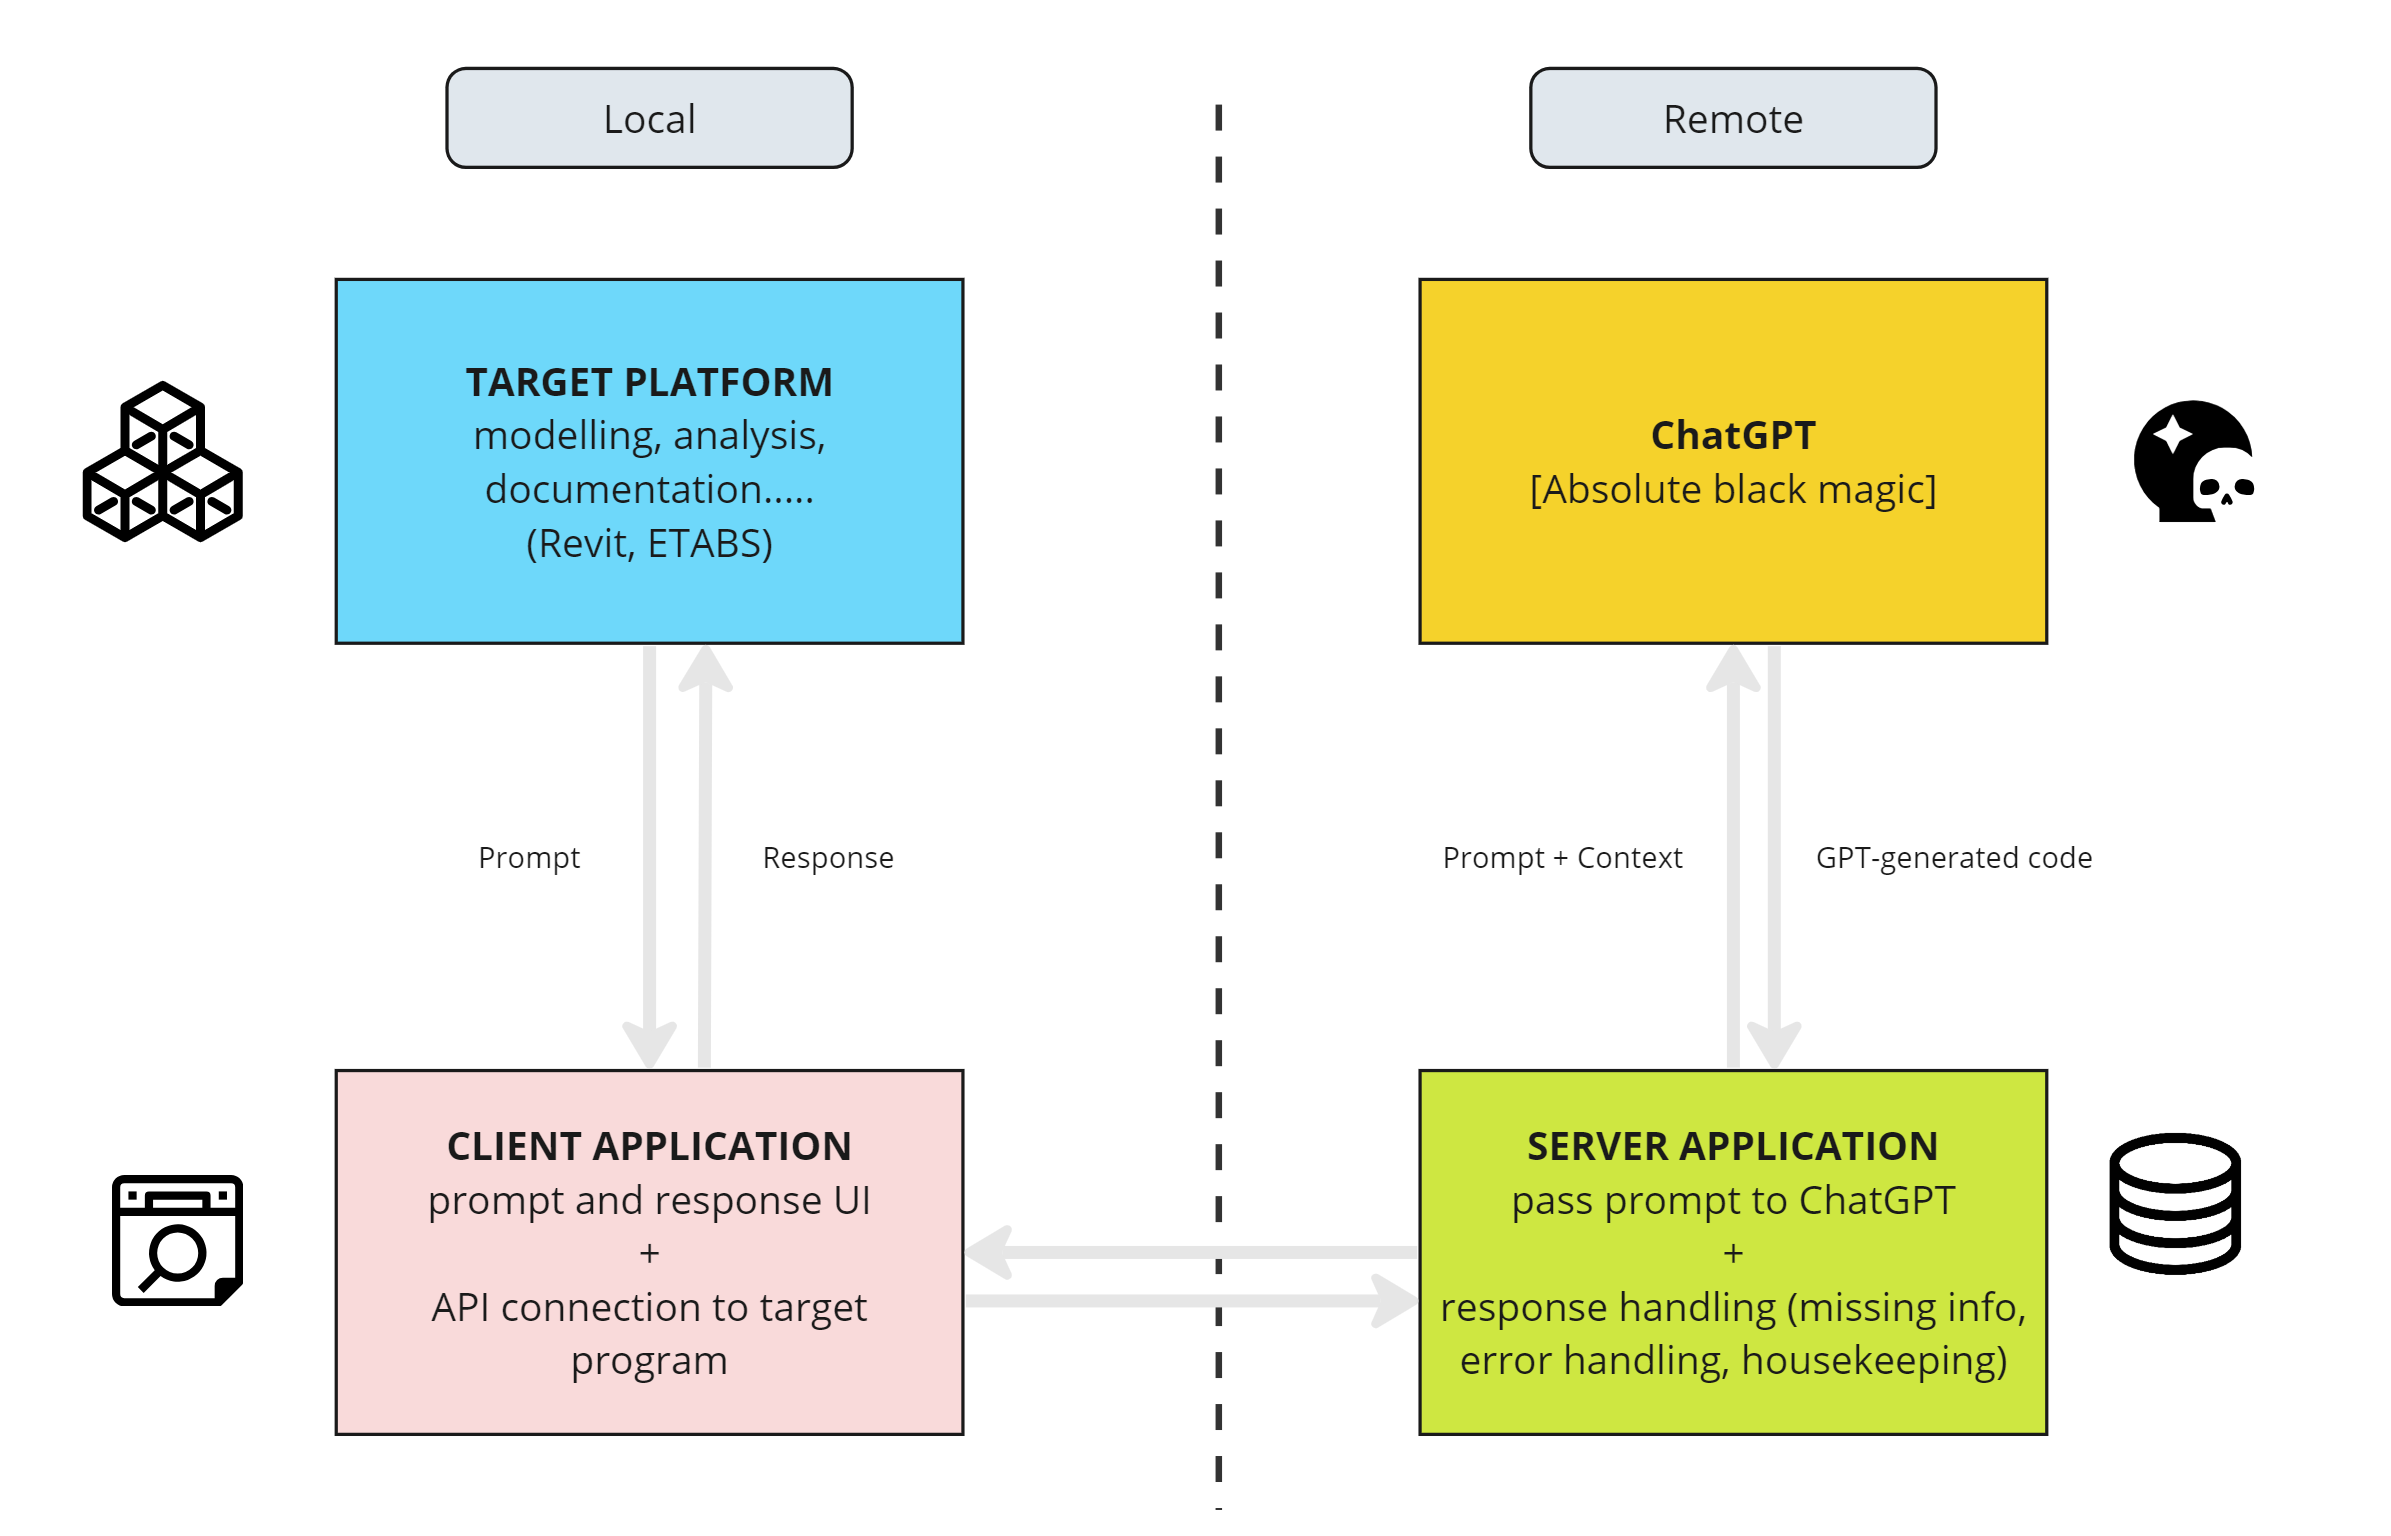 Local
Remote
TARGET PLATFORM
modelling, analysis,
documentation.....
(Revit, ETABS)
ChatGPT
[Absolute black magic]
Prompt
Response
Prompt + Context
GPT-generated code
CLIENT APPLICATION
prompt and response UI
+
API connection to target
program
SERVER APPLICATION
pass prompt to ChatGPT
+
response handling (missing info,
error handling, housekeeping)